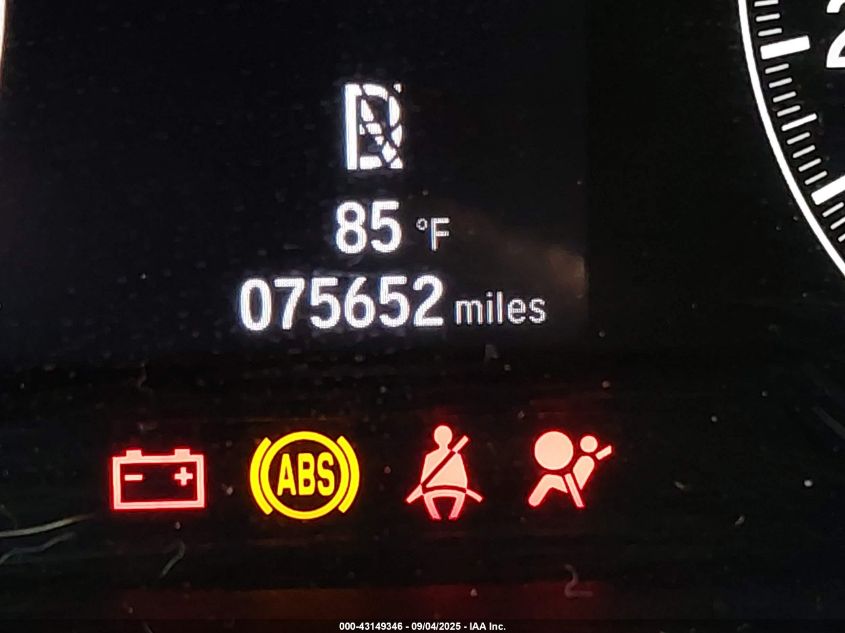 85 °F
075652 miles
- +
ABS
000-43149346 - 09/04/2025 - IAA Inc.